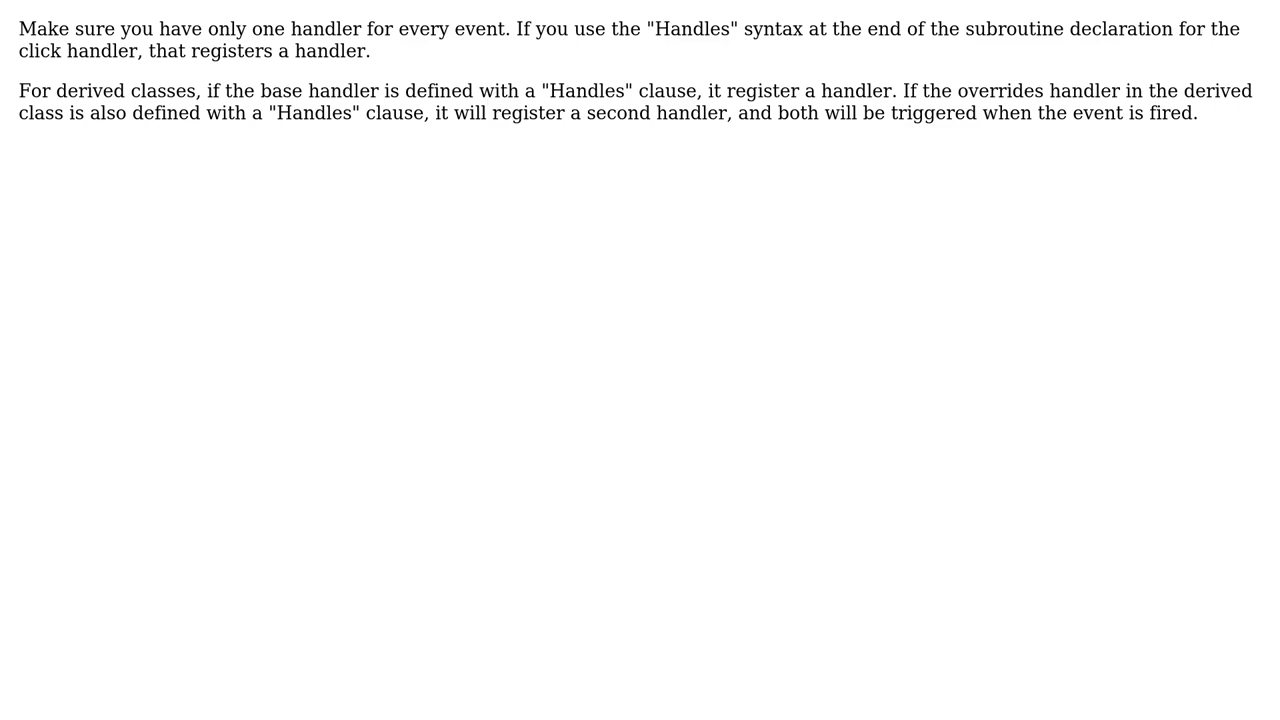 Make sure you have only one handler for every event. If you use the "Handles" syntax at the end of the subroutine declaration for the
click handler, that registers a handler.
For derived classes, if the base handler is defined with a "Handles" clause, it register a handler. If the overrides handler in the derived
class is also defined with a "Handles" clause, it will register a second handler, and both will be triggered when the event is fired.